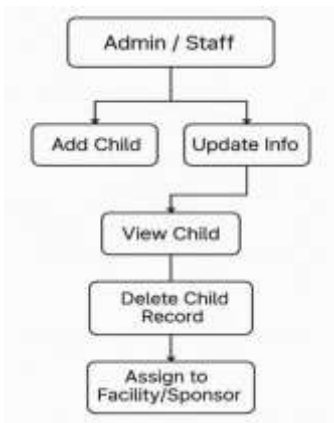 Admin / Staff
Add Child
Update Info
View Child
Delete Child
Record
Assign to
Facility/Sponsor